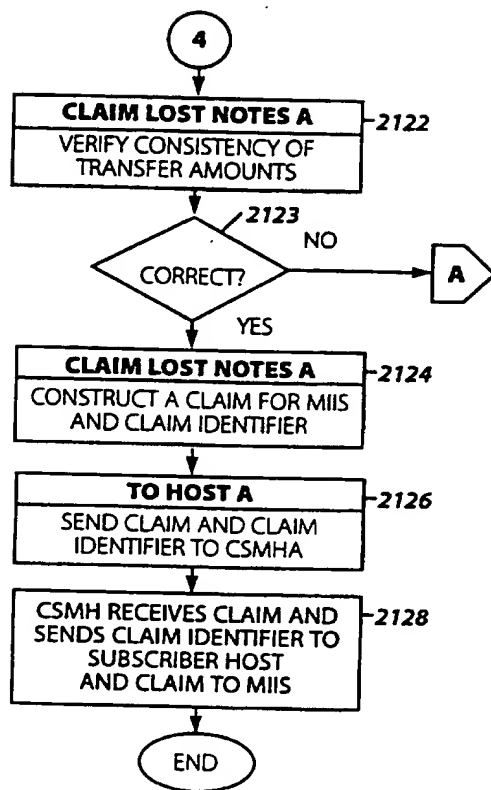 4
CLAIM LOST NOTES A
2122
VERIFY CONSISTENCY OF
TRANSFER AMOUNTS
2123
NO
CORRECT?
A
YES
CLAIM LOST NOTES A
2124
CONSTRUCT A CLAIM FOR MIIS
AND CLAIM IDENTIFIER
TO HOST A
2126
SEND CLAIM AND CLAIM
IDENTIFIER TO CSMHA
CSMH RECEIVES CLAIM AND
2128
SENDS CLAIM IDENTIFIER TO
SUBSCRIBER HOST
AND CLAIM TO MIIS
END